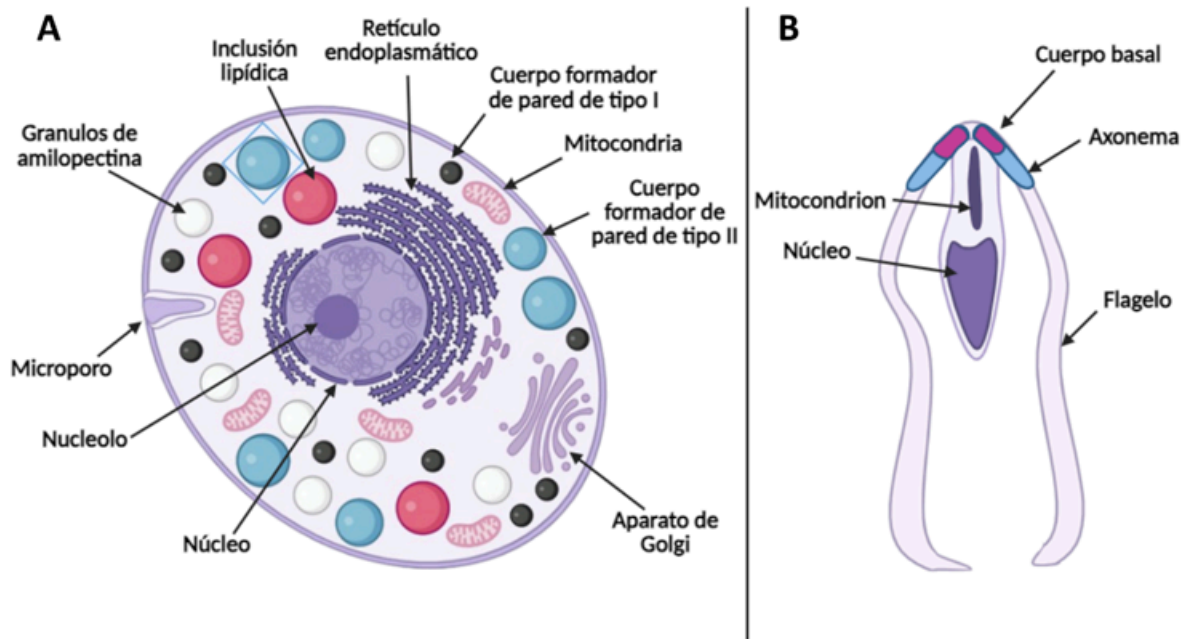 A
Retículo
endoplasmático
Inclusión
lipídica
Cuerpo formador
de pared de tipo I
Granulos de
amilopectina
Mitocondria
Cuerpo
formador de
pared de tipo II
Microporo
Nucleolo
Núcleo
Aparato de
Golgi
B
Cuerpo basal
Axonema
Mitocondrion
Núcleo
Flagelo